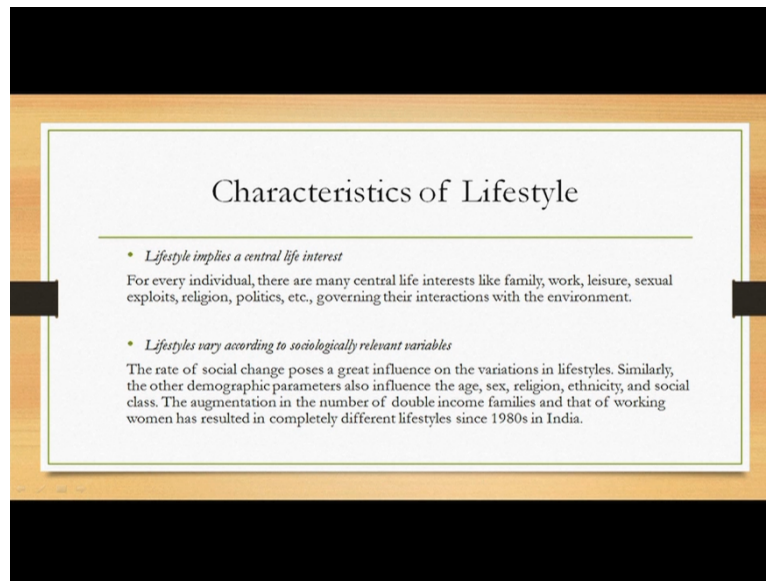 Characteristics of Lifestyle
• Lifestyle implies a central life interest
For every individual, there are many central life interests like family, work, leisure, sexual
exploits, religion, politics, etc., governing their interactions with the environment.
• Lifestyles vary according to sociologically relevant variables
The rate of social change poses a great influence on the variations in lifestyles. Similarly,
the other demographic parameters also influence the age, sex, religion, ethnicity, and social
class. The augmentation in the number of double income families and that of working
women has resulted in completely different lifestyles since 1980s in India.